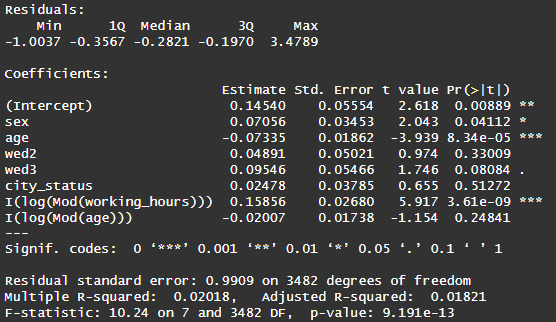 Residuals:
    Min      1Q  Median      3Q     Max
-1.0037 -0.3567 -0.2821 -0.1970  3.4789

Coefficients:
                           Estimate Std. Error t value Pr(>|t|)
(Intercept)                 0.14540    0.05554   2.618  0.00889 **
sex                         0.07056    0.03453   2.043  0.04112 *
age                        -0.07335    0.01862  -3.939 8.34e-05 ***
wed2                        0.04891    0.05021   0.974  0.33009
wed3                        0.09546    0.05466   1.746  0.08084 .
city_status                 0.02478    0.03785   0.655  0.51272
I(log(Mod(working_hours)))  0.15856    0.02680   5.917 3.61e-09 ***
I(log(Mod(age)))           -0.02007    0.01738  -1.154  0.24841
---
Signif. codes:  0 ‘***’ 0.001 ‘**’ 0.01 ‘*’ 0.05 ‘.’ 0.1 ‘ ’ 1

Residual standard error: 0.9909 on 3482 degrees of freedom
Multiple R-squared:  0.02018,	Adjusted R-squared:  0.01821
F-statistic: 10.24 on 7 and 3482 DF,  p-value: 9.191e-13